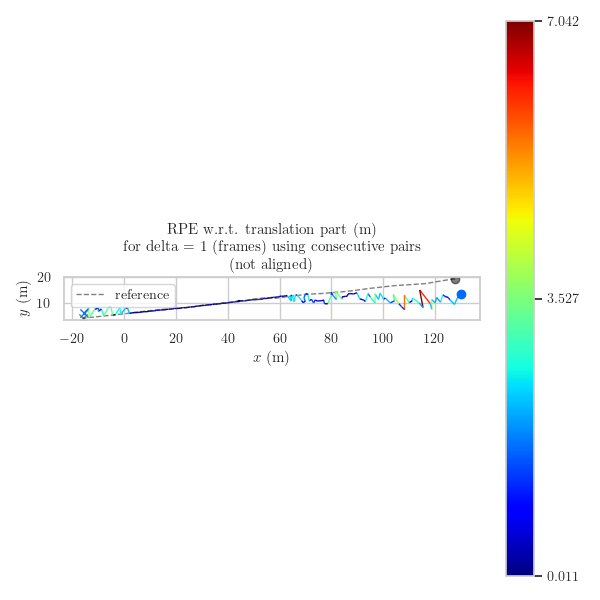 7.042
RPE w.r.t. translation part (m)
for delta = 1 (frames) using consecutive pairs
(not aligned)
20
10
y (m)
reference
3.527
−20
0
20
40
60
80
100
120
x (m)
0.011